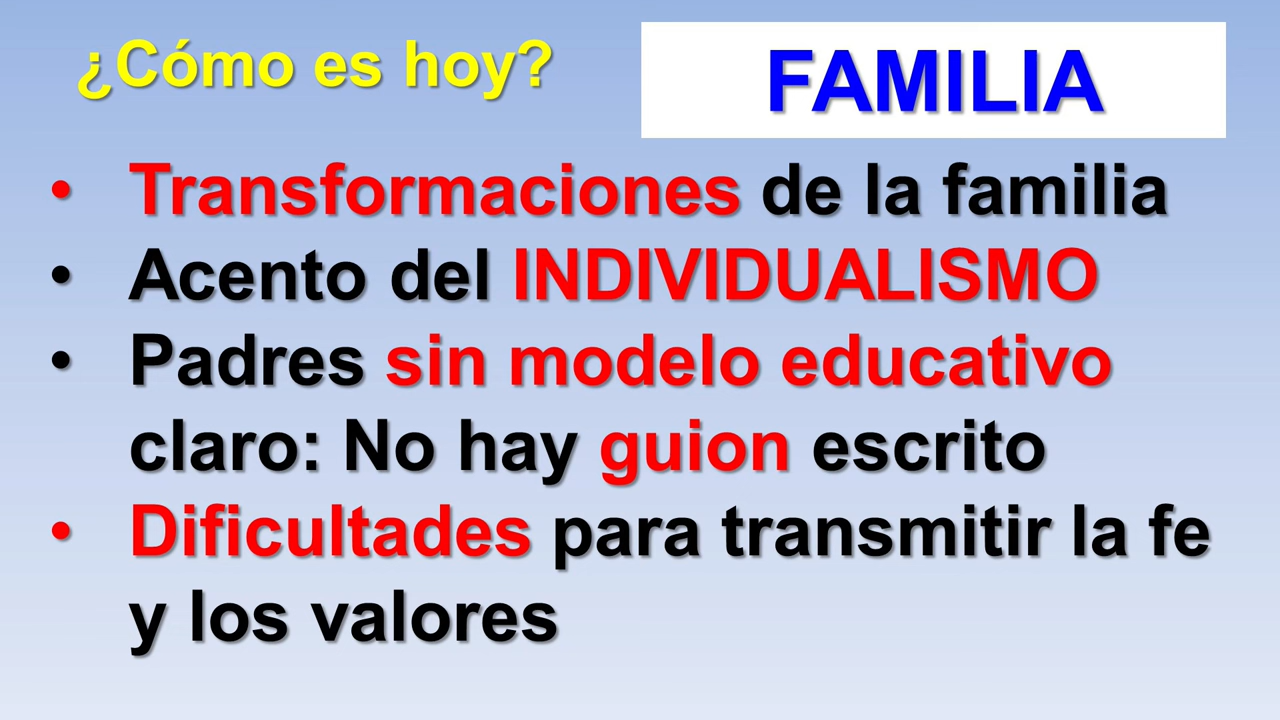 ¿Cómo es hoy?
FAMILIA
• Transformaciones de la familia
• Acento del INDIVIDUALISMO
• Padres sin modelo educativo
claro: No hay guion escrito
• Dificultades para transmitir la fe
y los valores